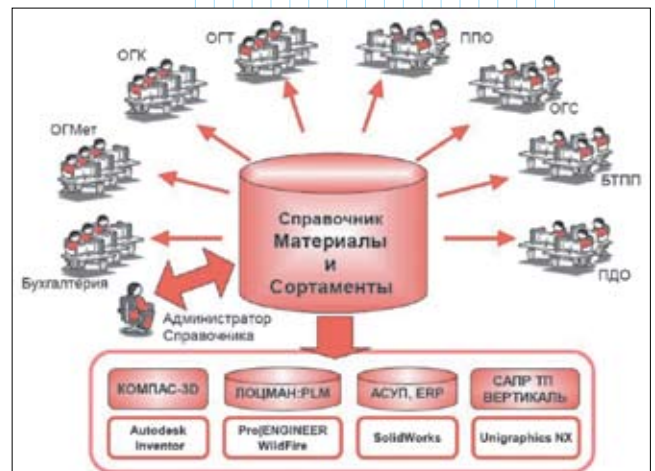 ОГТ
ППО
ОГК
ОГС
ОГМет
БТПП
Справочник
Материалы
и
Сортаменты
Бухгалтерия
ПДО
Администратор
Справочника
КОМПАС-3D
ЛОЦМАН:PLM
АСУП, ERP
САПР ТП
ВЕРТИКАЛЬ
Autodesk
Inventor
Pro|ENGINEER
WildFire
SolidWorks
Unigraphics NX